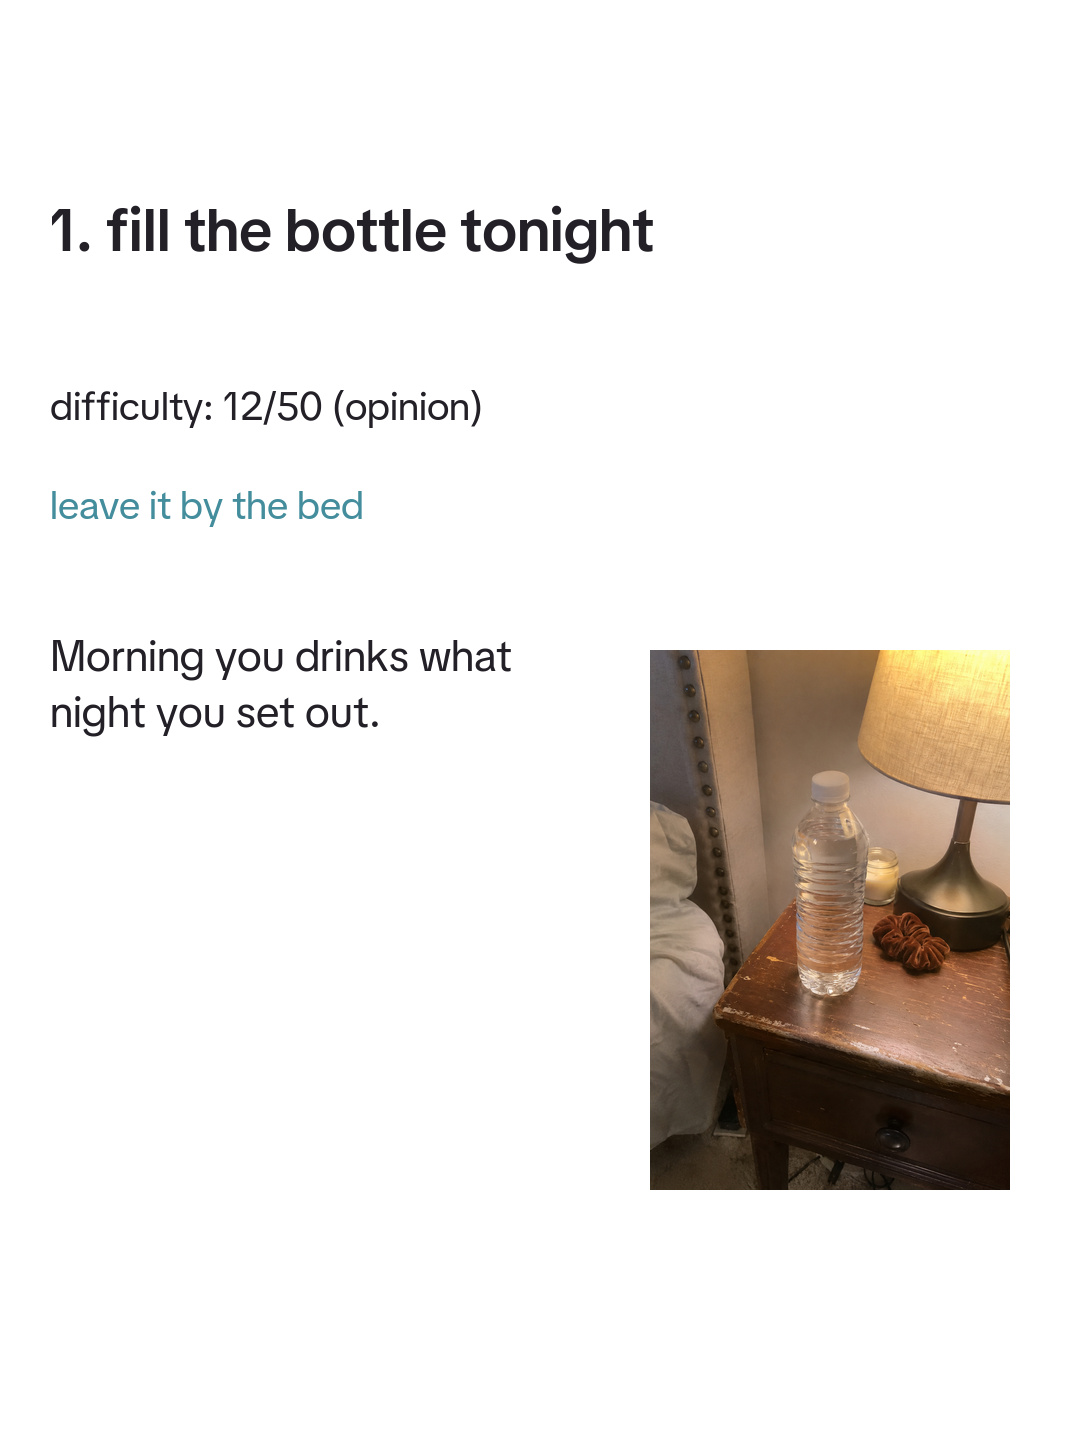 1. fill the bottle tonight
difficulty: 12/50 (opinion)
leave it by the bed
Morning you drinks what
night you set out.